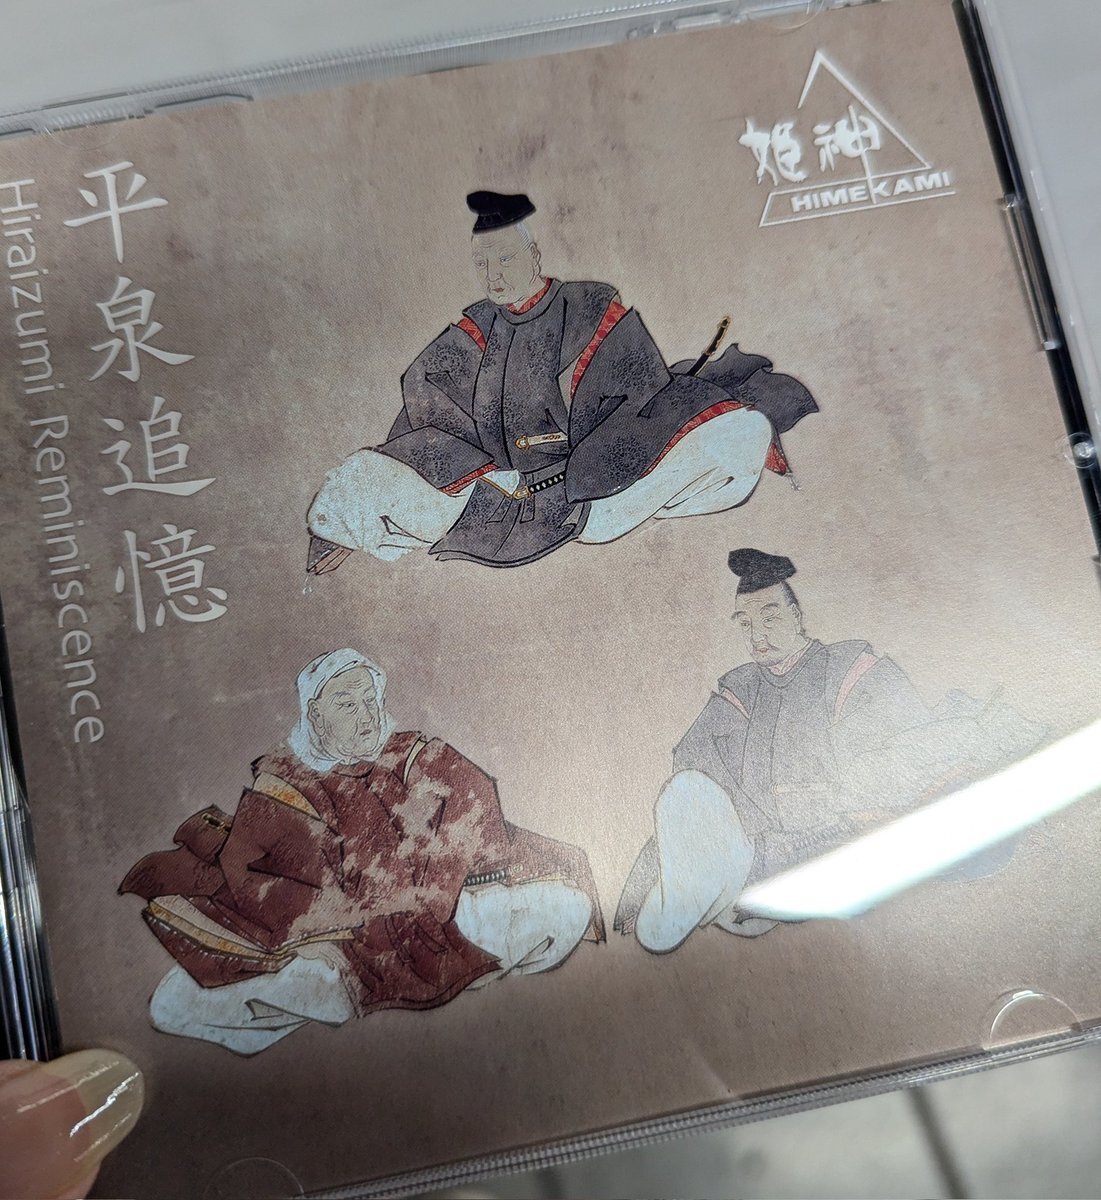 平泉追憶
Hiraizumi Reminiscence
姫神
HIMEKAMI